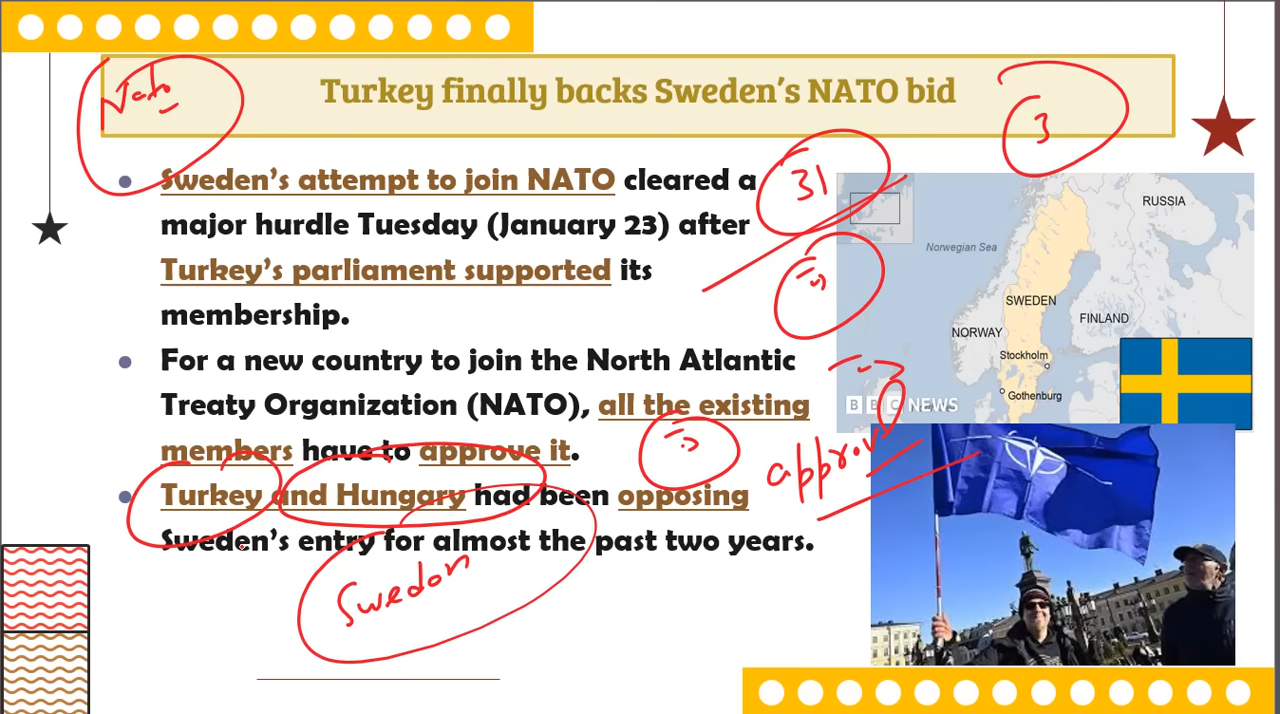 Turkey finally backs Sweden's NATO bid
Nato
3
Sweden's attempt to join NATO cleared a
major hurdle Tuesday (January 23) after
Turkey's parliament supported its
membership.
31
For a new country to join the North Atlantic
Treaty Organization (NATO), all the existing
members have to approve it.
approve
Turkey and Hungary had been opposing
Sweden's entry for almost the past two years.
Swedon
RUSSIA
Norwegian Sea
SWEDEN
FINLAND
NORWAY
Stockholm
Gothenburg
BBC NEWS